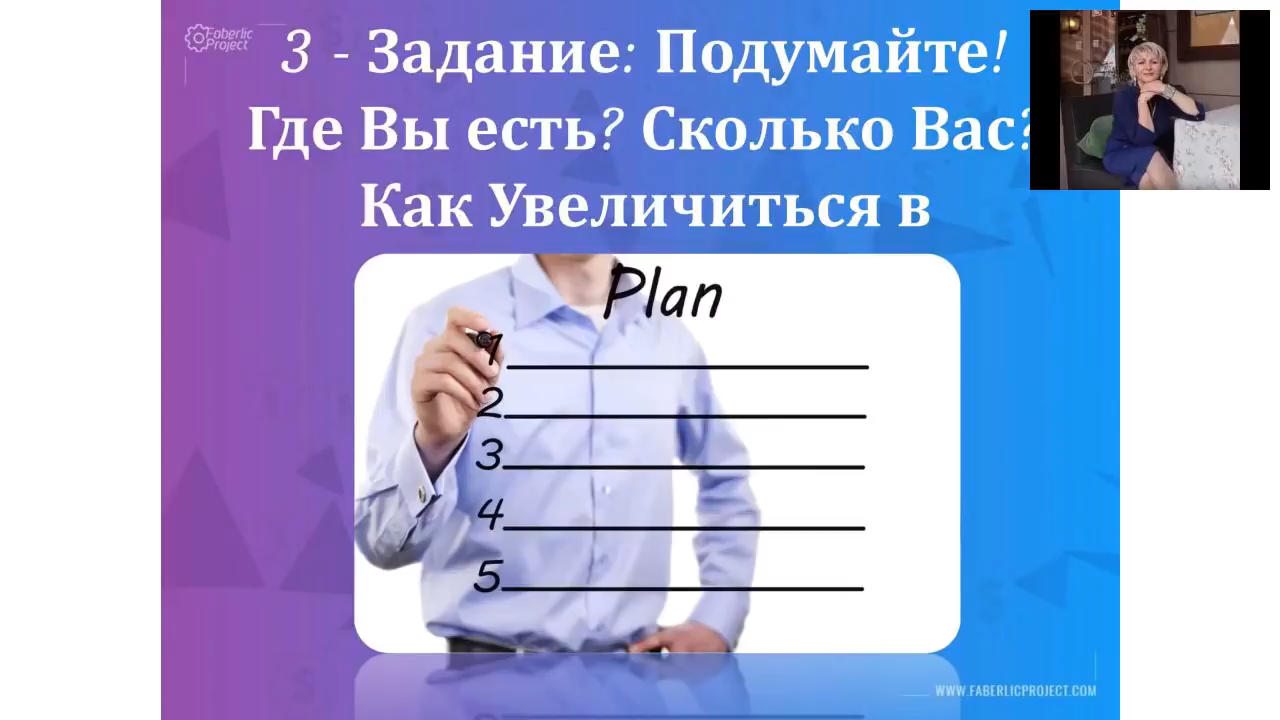 Faberlic
Project
3 - Задание: Подумайте!
Где Вы есть? Сколько Вас?
Как Увеличиться в
Plan
1
2
3
4
5
WWW.FABERLICPROJECT.COM